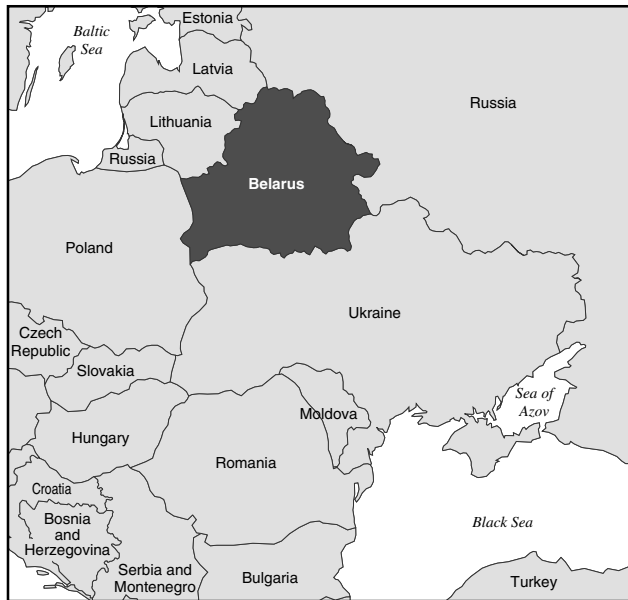 Estonia
Baltic
Sea
Latvia
Russia
Lithuania
Russia
Belarus
Poland
Ukraine
Czech
Republic
Slovakia
Sea of
Azov
Moldova
Hungary
Romania
Croatia
Bosnia
and
Herzegovina
Black Sea
Serbia and
Montenegro
Bulgaria
Turkey